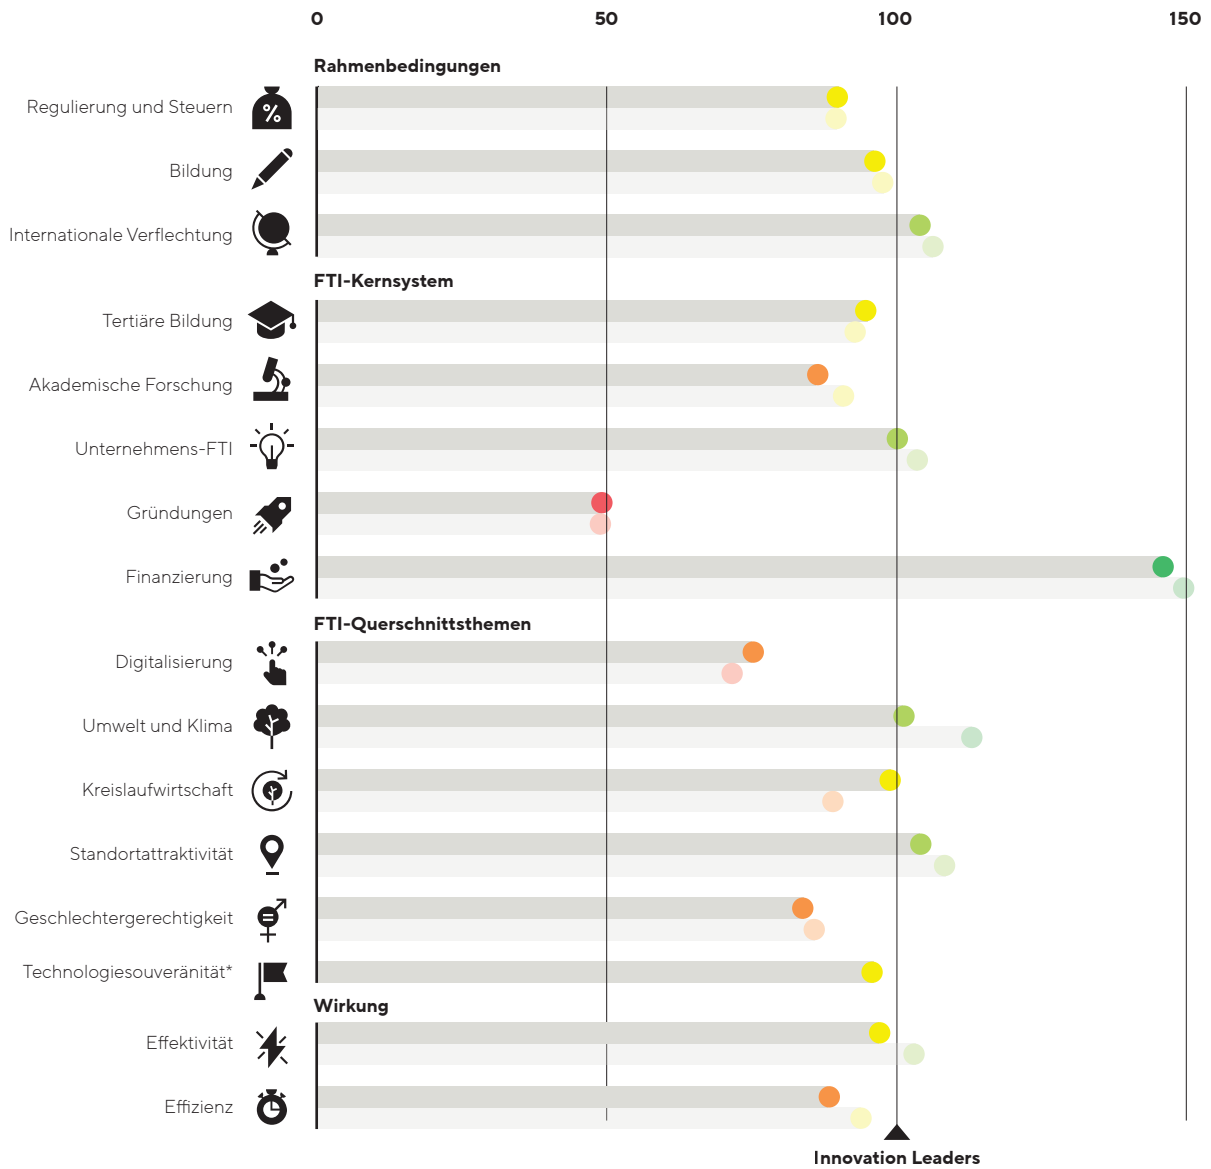 0 50 100 150
Rahmenbedingungen
Regulierung und Steuern
%
Bildung
Internationale Verflechtung
FTI-Kernsystem
Tertiäre Bildung
Akademische Forschung
Unternehmens-FTI
Gründungen
Finanzierung
FTI-Querschnittsthemen
Digitalisierung
Umwelt und Klima
Kreislaufwirtschaft
Standortattraktivität
Geschlechtergerechtigkeit
Technologiesouveränität*
Wirkung
Effektivität
Effizienz
Innovation Leaders